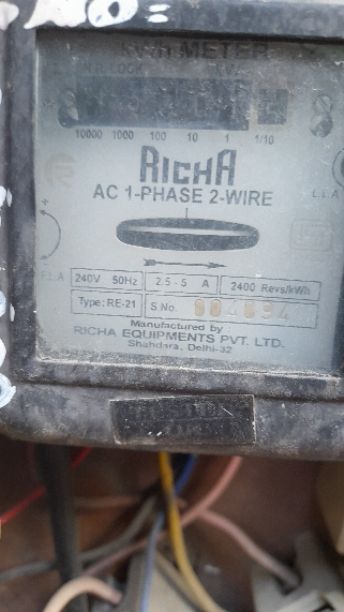 kWh METER
10000 1000 100 10 1 1/10
RICHA
AC 1-PHASE 2-WIRE
240V 50Hz 2.5 - 5 A 2400 Revs/kWh
Type: RE-21 S.No.
Manufactured by
RICHA EQUIPMENTS PVT. LTD.
Shahdara, Delhi-32